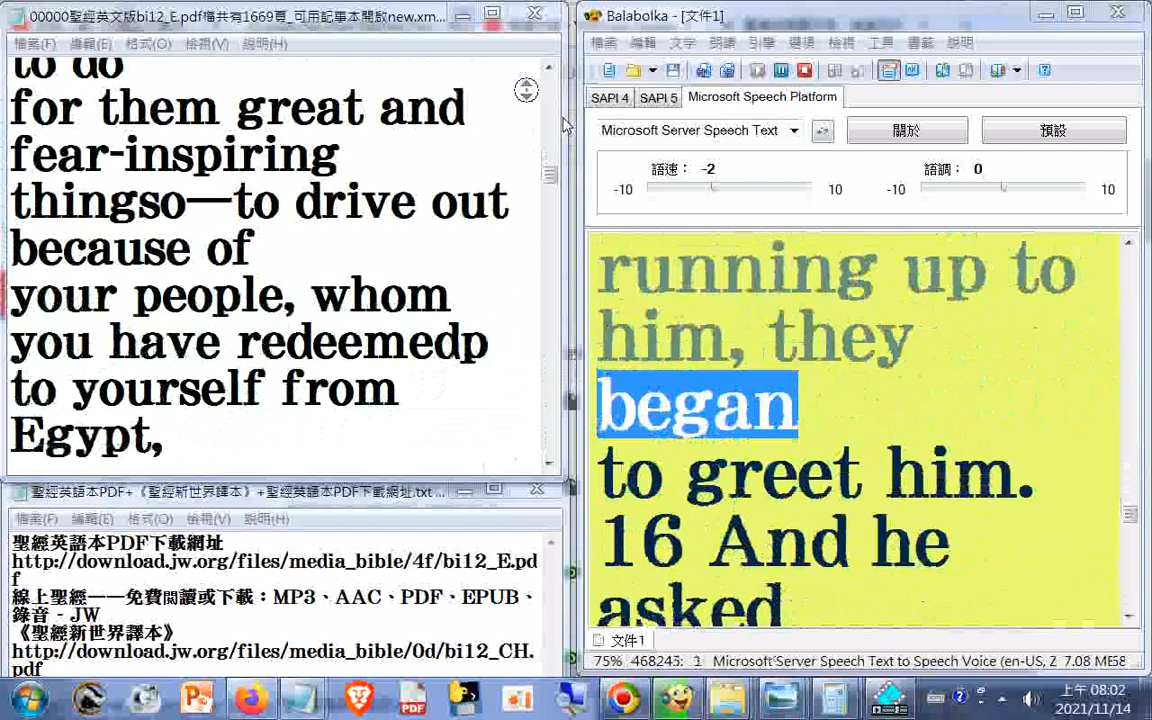 00000聖經英文版bi12_E.pdf檔共有1669頁_可用記事本開啟new.xm...
檔案(F) 編輯(E) 格式(O) 檢視(V) 說明(H)
to do
for them great and
fear-inspiring
thingso—to drive out
because of
your people, whom
you have redeemedp
to yourself from
Egypt,
聖經英語本PDF+《聖經新世界譯本》+聖經英語本PDF下載網址.txt ...
檔案(F) 編輯(E) 格式(O) 檢視(V) 說明(H)
聖經英語本PDF下載網址
http://download.jw.org/files/media_bible/4f/bi12_E.pd
f
線上聖經——免費閱讀或下載：MP3、AAC、PDF、EPUB、
錄音 - JW
《聖經新世界譯本》
http://download.jw.org/files/media_bible/0d/bi12_CH.
pdf
Balabolka - [文件1]
檔案 編輯 文字 朗讀 引擎 選項 檢視 工具 書籤 說明
SAPI 4 SAPI 5 Microsoft Speech Platform
Microsoft Server Speech Text 關於 預設
語速： -2 語調： 0
-10 10 -10 10
running up to
him, they
began
to greet him.
16 And he
asked
文件1
75% 468243: 1 Microsoft Server Speech Text to Speech Voice (en-US, Z 7.08 ME58
PDF
上午 08:02
2021/11/14